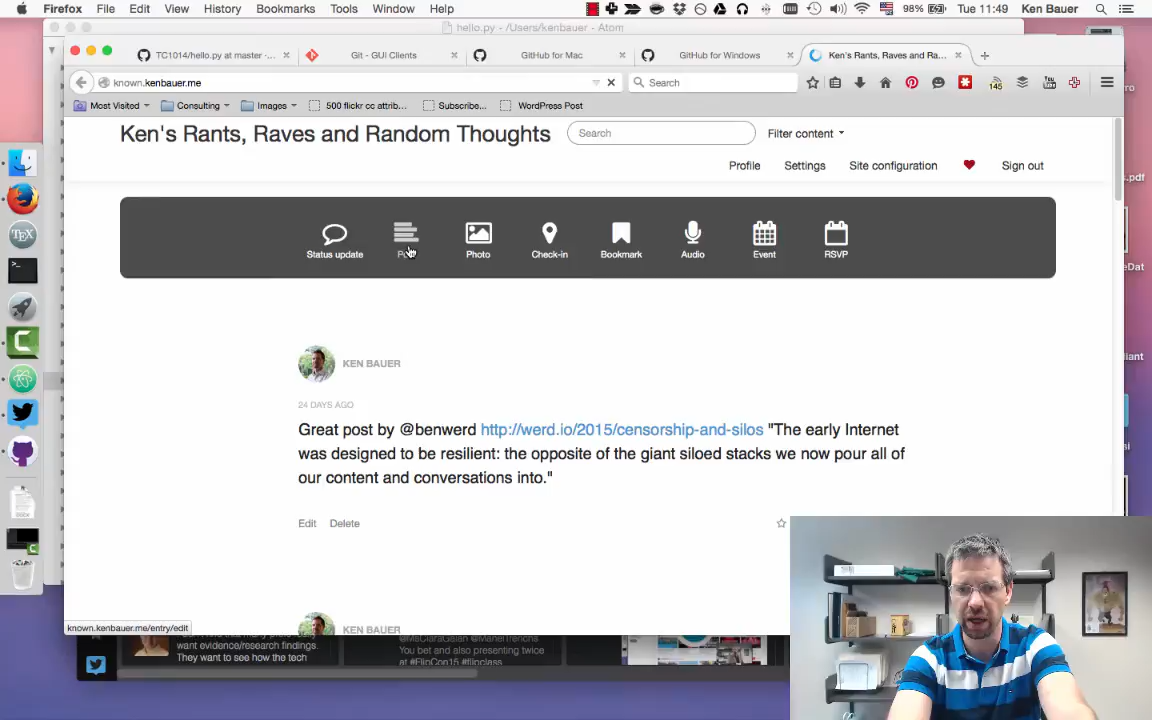 Firefox File Edit View History Bookmarks Tools Window Help 98% Tue 11:49 Ken Bauer
hello.py - /Users/kenbauer - Atom
TC1014/hello.py at master -... Git - GUI Clients GitHub for Mac GitHub for Windows Ken's Rants, Raves and Ra...
known.kenbauer.me Search 145
Most Visited Consulting Images 500 flickr cc attrib... Subscribe... WordPress Post
Ken's Rants, Raves and Random Thoughts Search Filter content
Profile Settings Site configuration Sign out
Status update Photo Check-in Bookmark Audio Event RSVP
KEN BAUER
24 DAYS AGO
Great post by @benwerd http://werd.io/2015/censorship-and-silos "The early Internet
was designed to be resilient: the opposite of the giant siloed stacks we now pour all of
our content and conversations into."
Edit Delete
KEN BAUER
known.kenbauer.me/entry/edit
want evidence/research findings.
They want to see how the tech
You bet and also presenting twice
at #FlipCon15 #flipclass